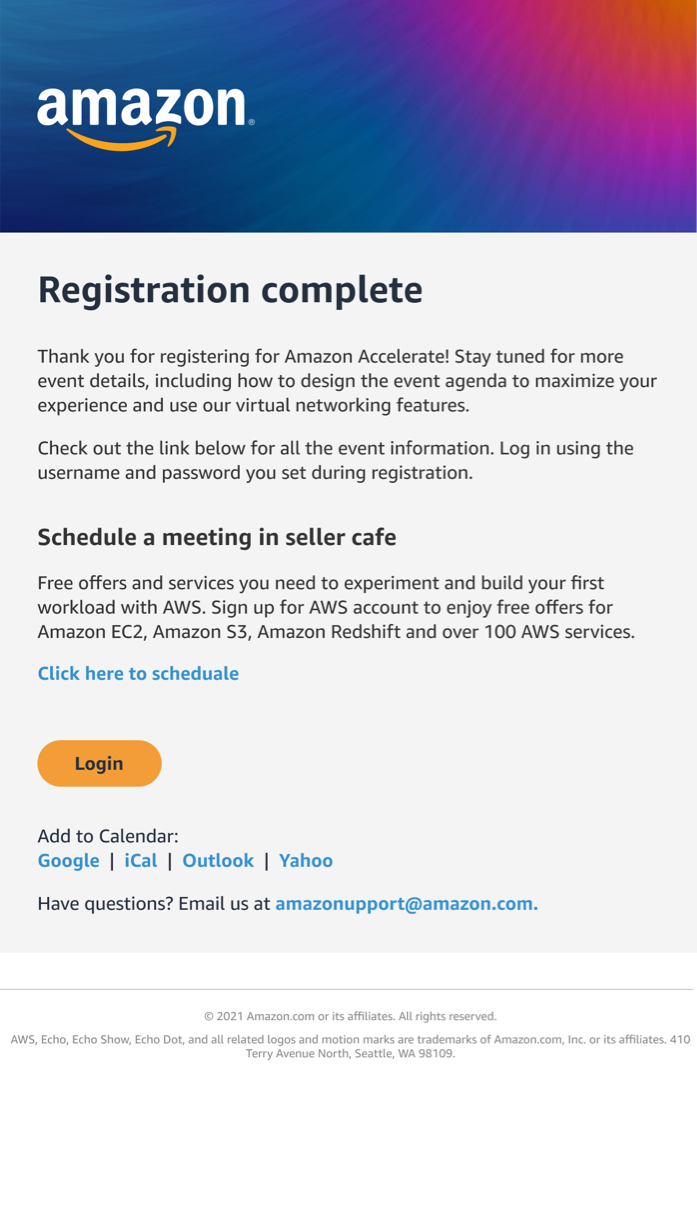 amazon®
Registration complete
Thank you for registering for Amazon Accelerate! Stay tuned for more
event details, including how to design the event agenda to maximize your
experience and use our virtual networking features.
Check out the link below for all the event information. Log in using the
username and password you set during registration.
Schedule a meeting in seller cafe
Free offers and services you need to experiment and build your first
workload with AWS. Sign up for AWS account to enjoy free offers for
Amazon EC2, Amazon S3, Amazon Redshift and over 100 AWS services.
Click here to scheduale
Login
Add to Calendar:
Google | iCal | Outlook | Yahoo
Have questions? Email us at amazonupport@amazon.com.
© 2021 Amazon.com or its affiliates. All rights reserved.
AWS, Echo, Echo Show, Echo Dot, and all related logos and motion marks are trademarks of Amazon.com, Inc. or its affiliates. 410
Terry Avenue North, Seattle, WA 98109.